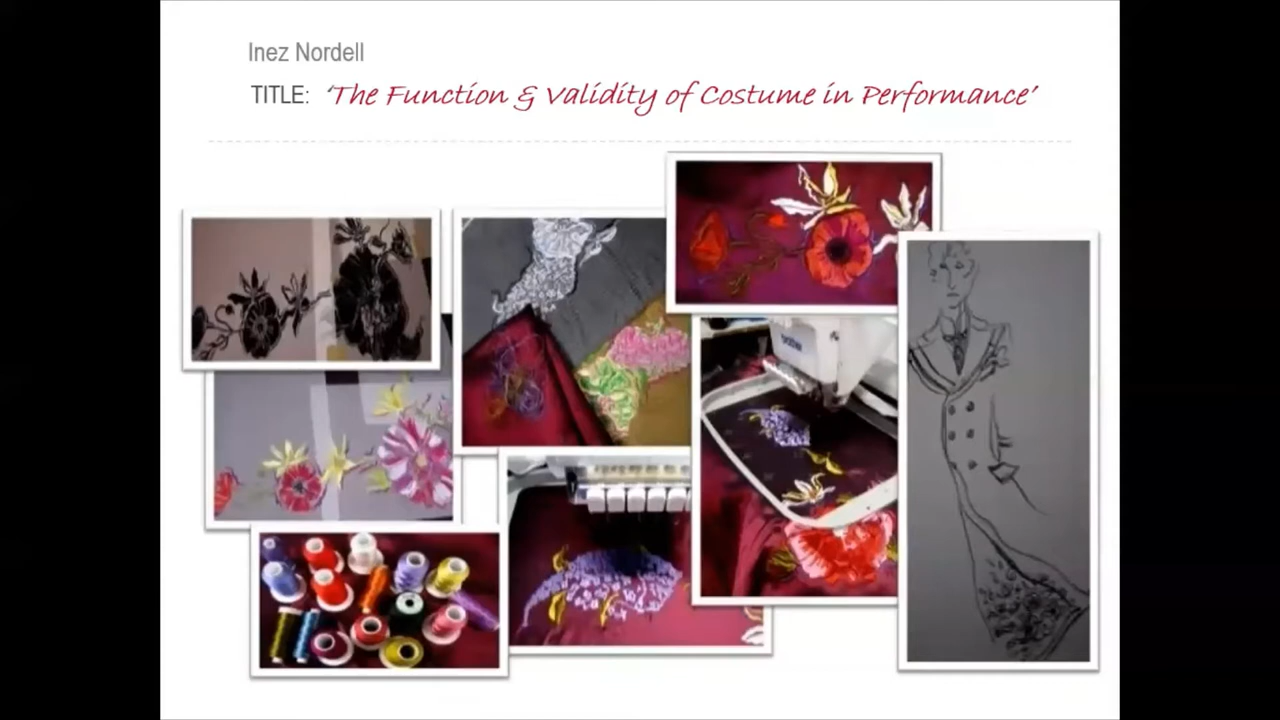 Inez Nordell
TITLE: ‘The Function & Validity of Costume in Performance’
brother